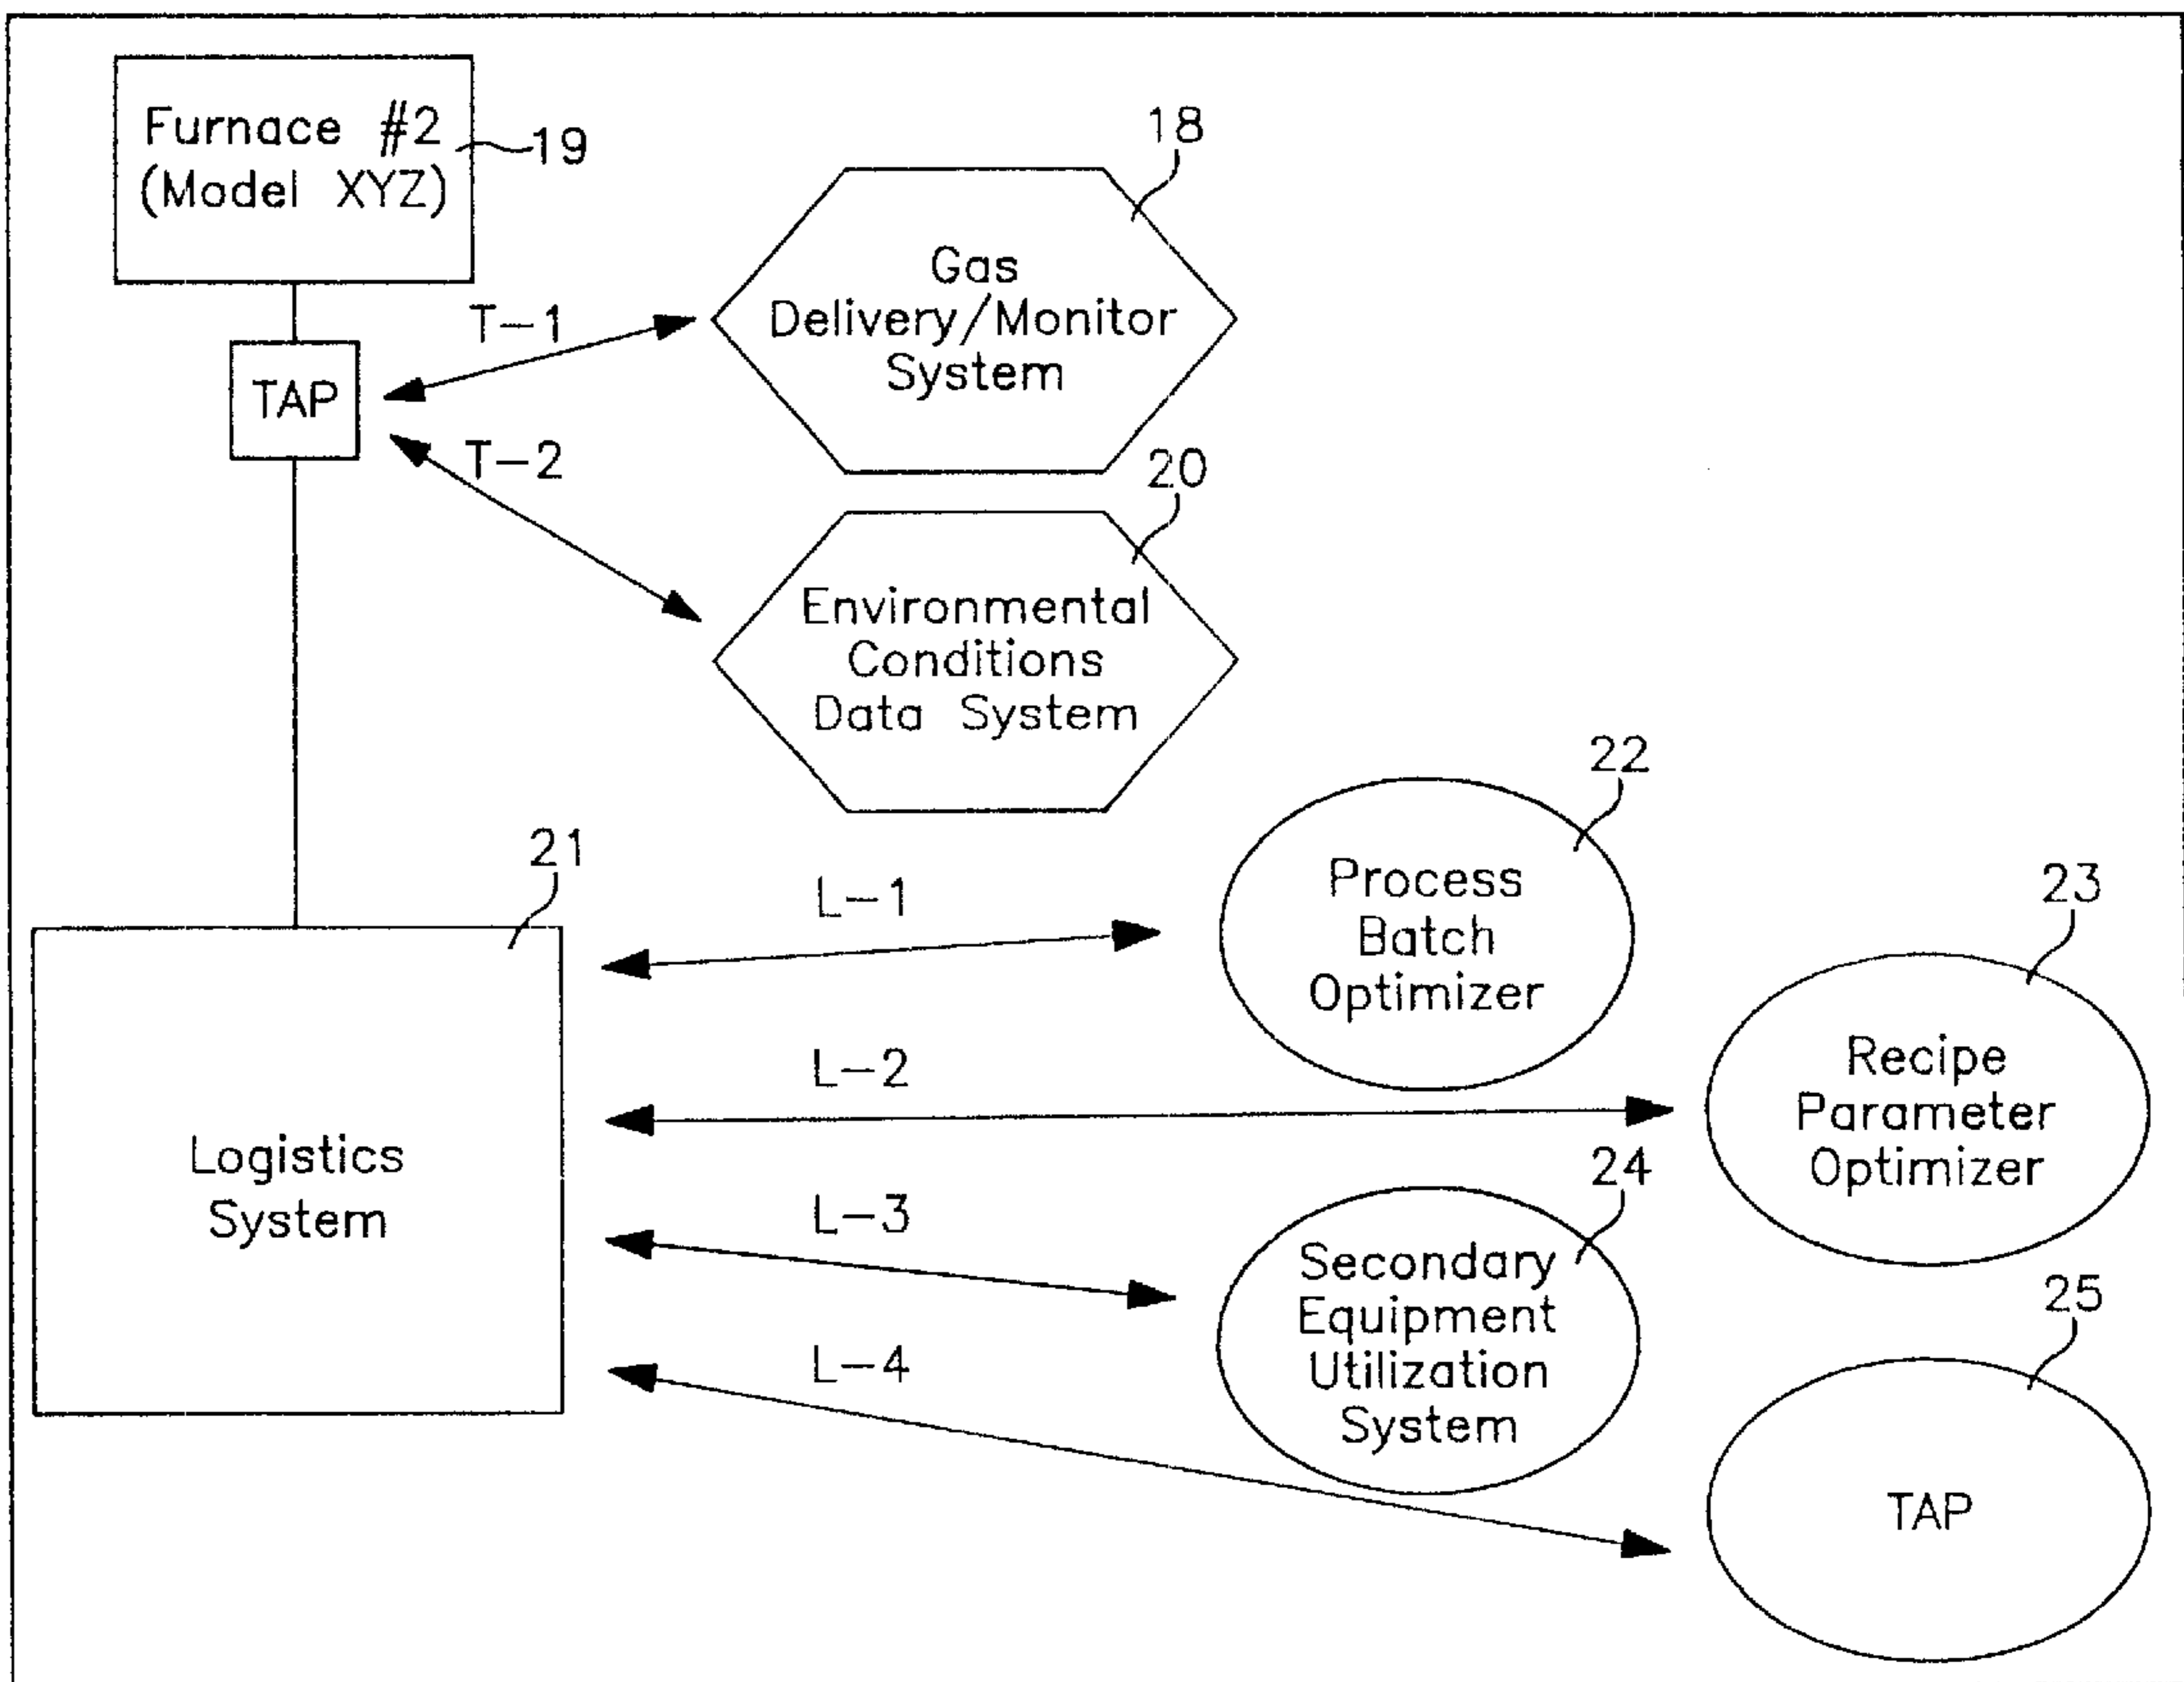 Furnace #2
(Model XYZ)
19
18
Gas
Delivery/Monitor
System
T-1
TAP
T-2
20
Environmental
Conditions
Data System
22
21
L-1
Process
Batch
Optimizer
23
L-2
Recipe
Parameter
Optimizer
Logistics
System
24
L-3
Secondary
Equipment
Utilization
System
25
L-4
TAP